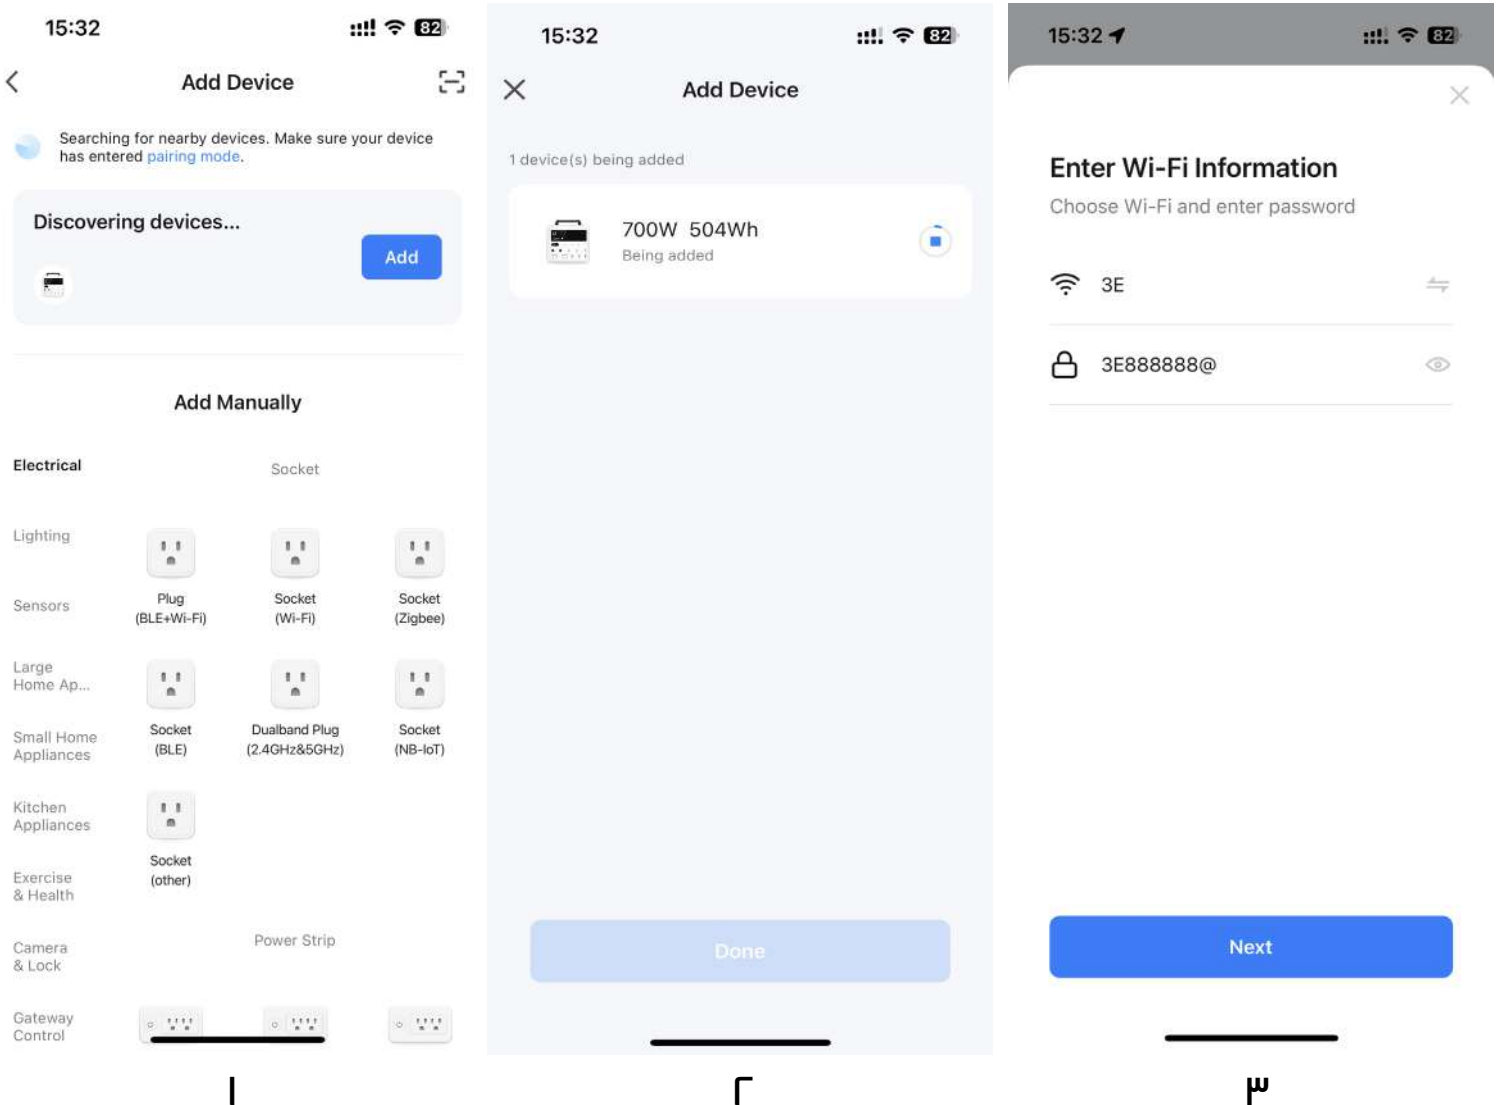 15:32
82
Add Device
Searching for nearby devices. Make sure your device
has entered pairing mode.
Discovering devices...
Add
Add Manually
Electrical
Socket
Lighting
Plug
(BLE+Wi-Fi)
Socket
(Wi-Fi)
Socket
(Zigbee)
Sensors
Large
Home Ap...
Socket
(BLE)
Dualband Plug
(2.4GHz&5GHz)
Socket
(NB-IoT)
Small Home
Appliances
Kitchen
Appliances
Socket
(other)
Exercise
& Health
Power Strip
Camera
& Lock
Gateway
Control
١
15:32
82
Add Device
1 device(s) being added
700W 504Wh
Being added
Done
٢
15:32
82
Enter Wi-Fi Information
Choose Wi-Fi and enter password
3E
3E888888@
Next
٣